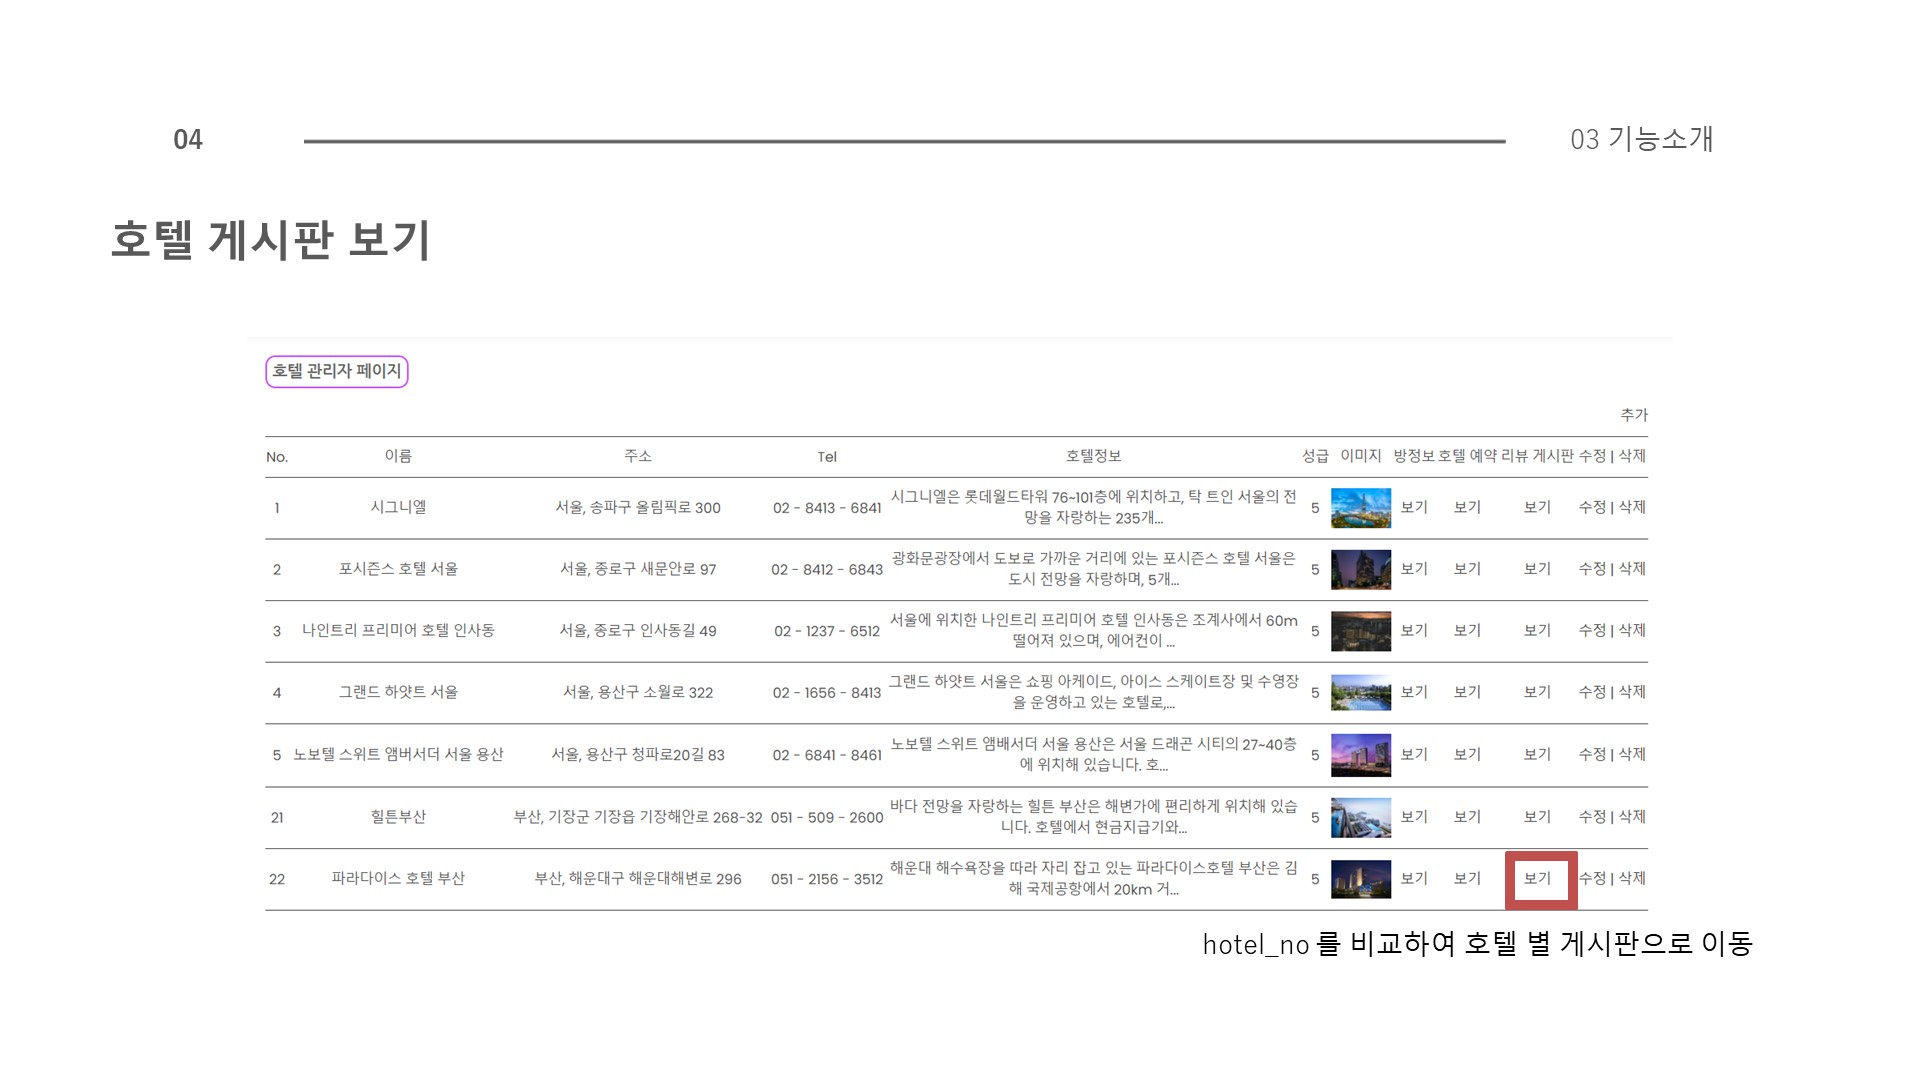 04
03 기능소개
호텔 게시판 보기
호텔 관리자 페이지
추가
No. 이름 주소 Tel 호텔정보 성급 이미지 방정보 호텔 예약 리뷰 게시판 수정 | 삭제
1 시그니엘 서울, 송파구 올림픽로 300 02 - 8413 - 6841 시그니엘은 롯데월드타워 76~101층에 위치하고, 탁 트인 서울의 전
망을 자랑하는 235개... 5 보기 보기 보기 수정 | 삭제
2 포시즌스 호텔 서울 서울, 종로구 새문안로 97 02 - 8412 - 6843 광화문광장에서 도보로 가까운 거리에 있는 포시즌스 호텔 서울은
도시 전망을 자랑하며, 5개... 5 보기 보기 보기 수정 | 삭제
3 나인트리 프리미어 호텔 인사동 서울, 종로구 인사동길 49 02 - 1237 - 6512 서울에 위치한 나인트리 프리미어 호텔 인사동은 조계사에서 60m
떨어져 있으며, 에어컨이 ... 5 보기 보기 보기 수정 | 삭제
4 그랜드 하얏트 서울 서울, 용산구 소월로 322 02 - 1656 - 8413 그랜드 하얏트 서울은 쇼핑 아케이드, 아이스 스케이트장 및 수영장
을 운영하고 있는 호텔로,... 5 보기 보기 보기 수정 | 삭제
5 노보텔 스위트 앰버서더 서울 용산 서울, 용산구 청파로20길 83 02 - 6841 - 8461 노보텔 스위트 앰배서더 서울 용산은 서울 드래곤 시티의 27~40층
에 위치해 있습니다. 호... 5 보기 보기 보기 수정 | 삭제
21 힐튼부산 부산, 기장군 기장읍 기장해안로 268-32 051 - 509 - 2600 바다 전망을 자랑하는 힐튼 부산은 해변가에 편리하게 위치해 있습
니다. 호텔에서 현금지급기와... 5 보기 보기 보기 수정 | 삭제
22 파라다이스 호텔 부산 부산, 해운대구 해운대해변로 296 051 - 2156 - 3512 해운대 해수욕장을 따라 자리 잡고 있는 파라다이스호텔 부산은 김
해 국제공항에서 20km 거... 5 보기 보기 보기 수정 | 삭제
hotel_no를 비교하여 호텔 별 게시판으로 이동